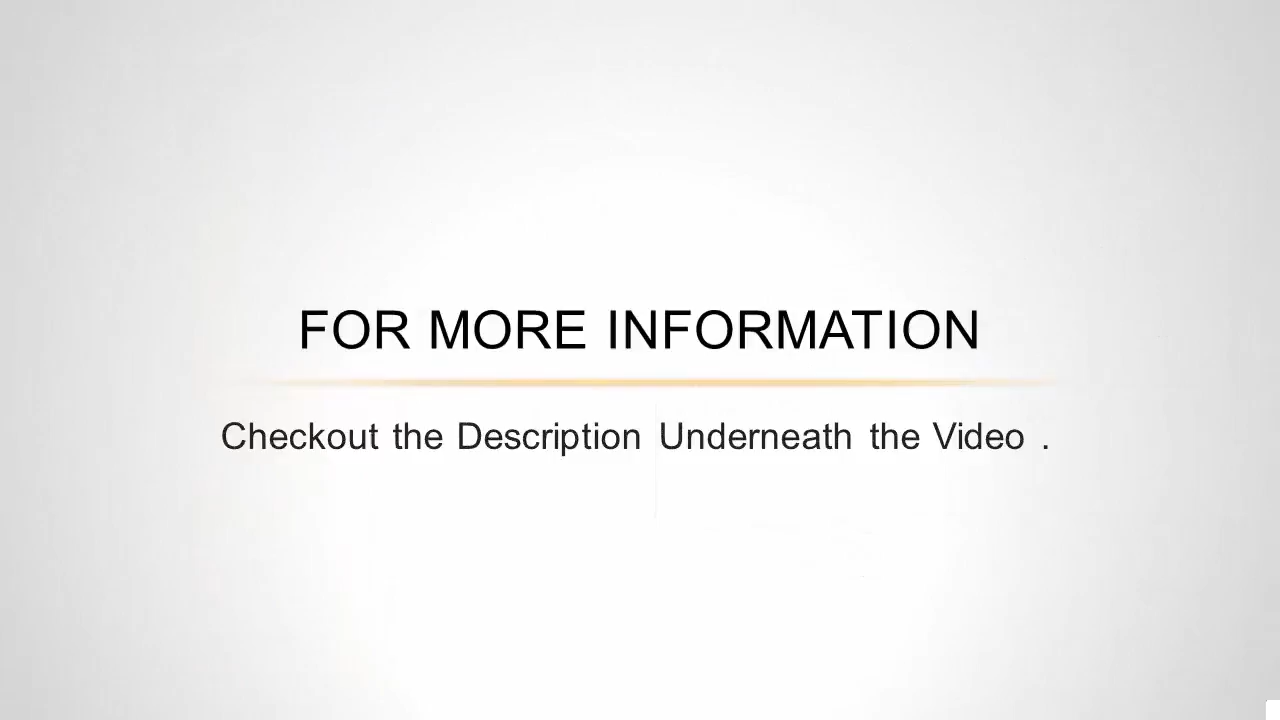 FOR MORE INFORMATION
Checkout the Description Underneath the Video .